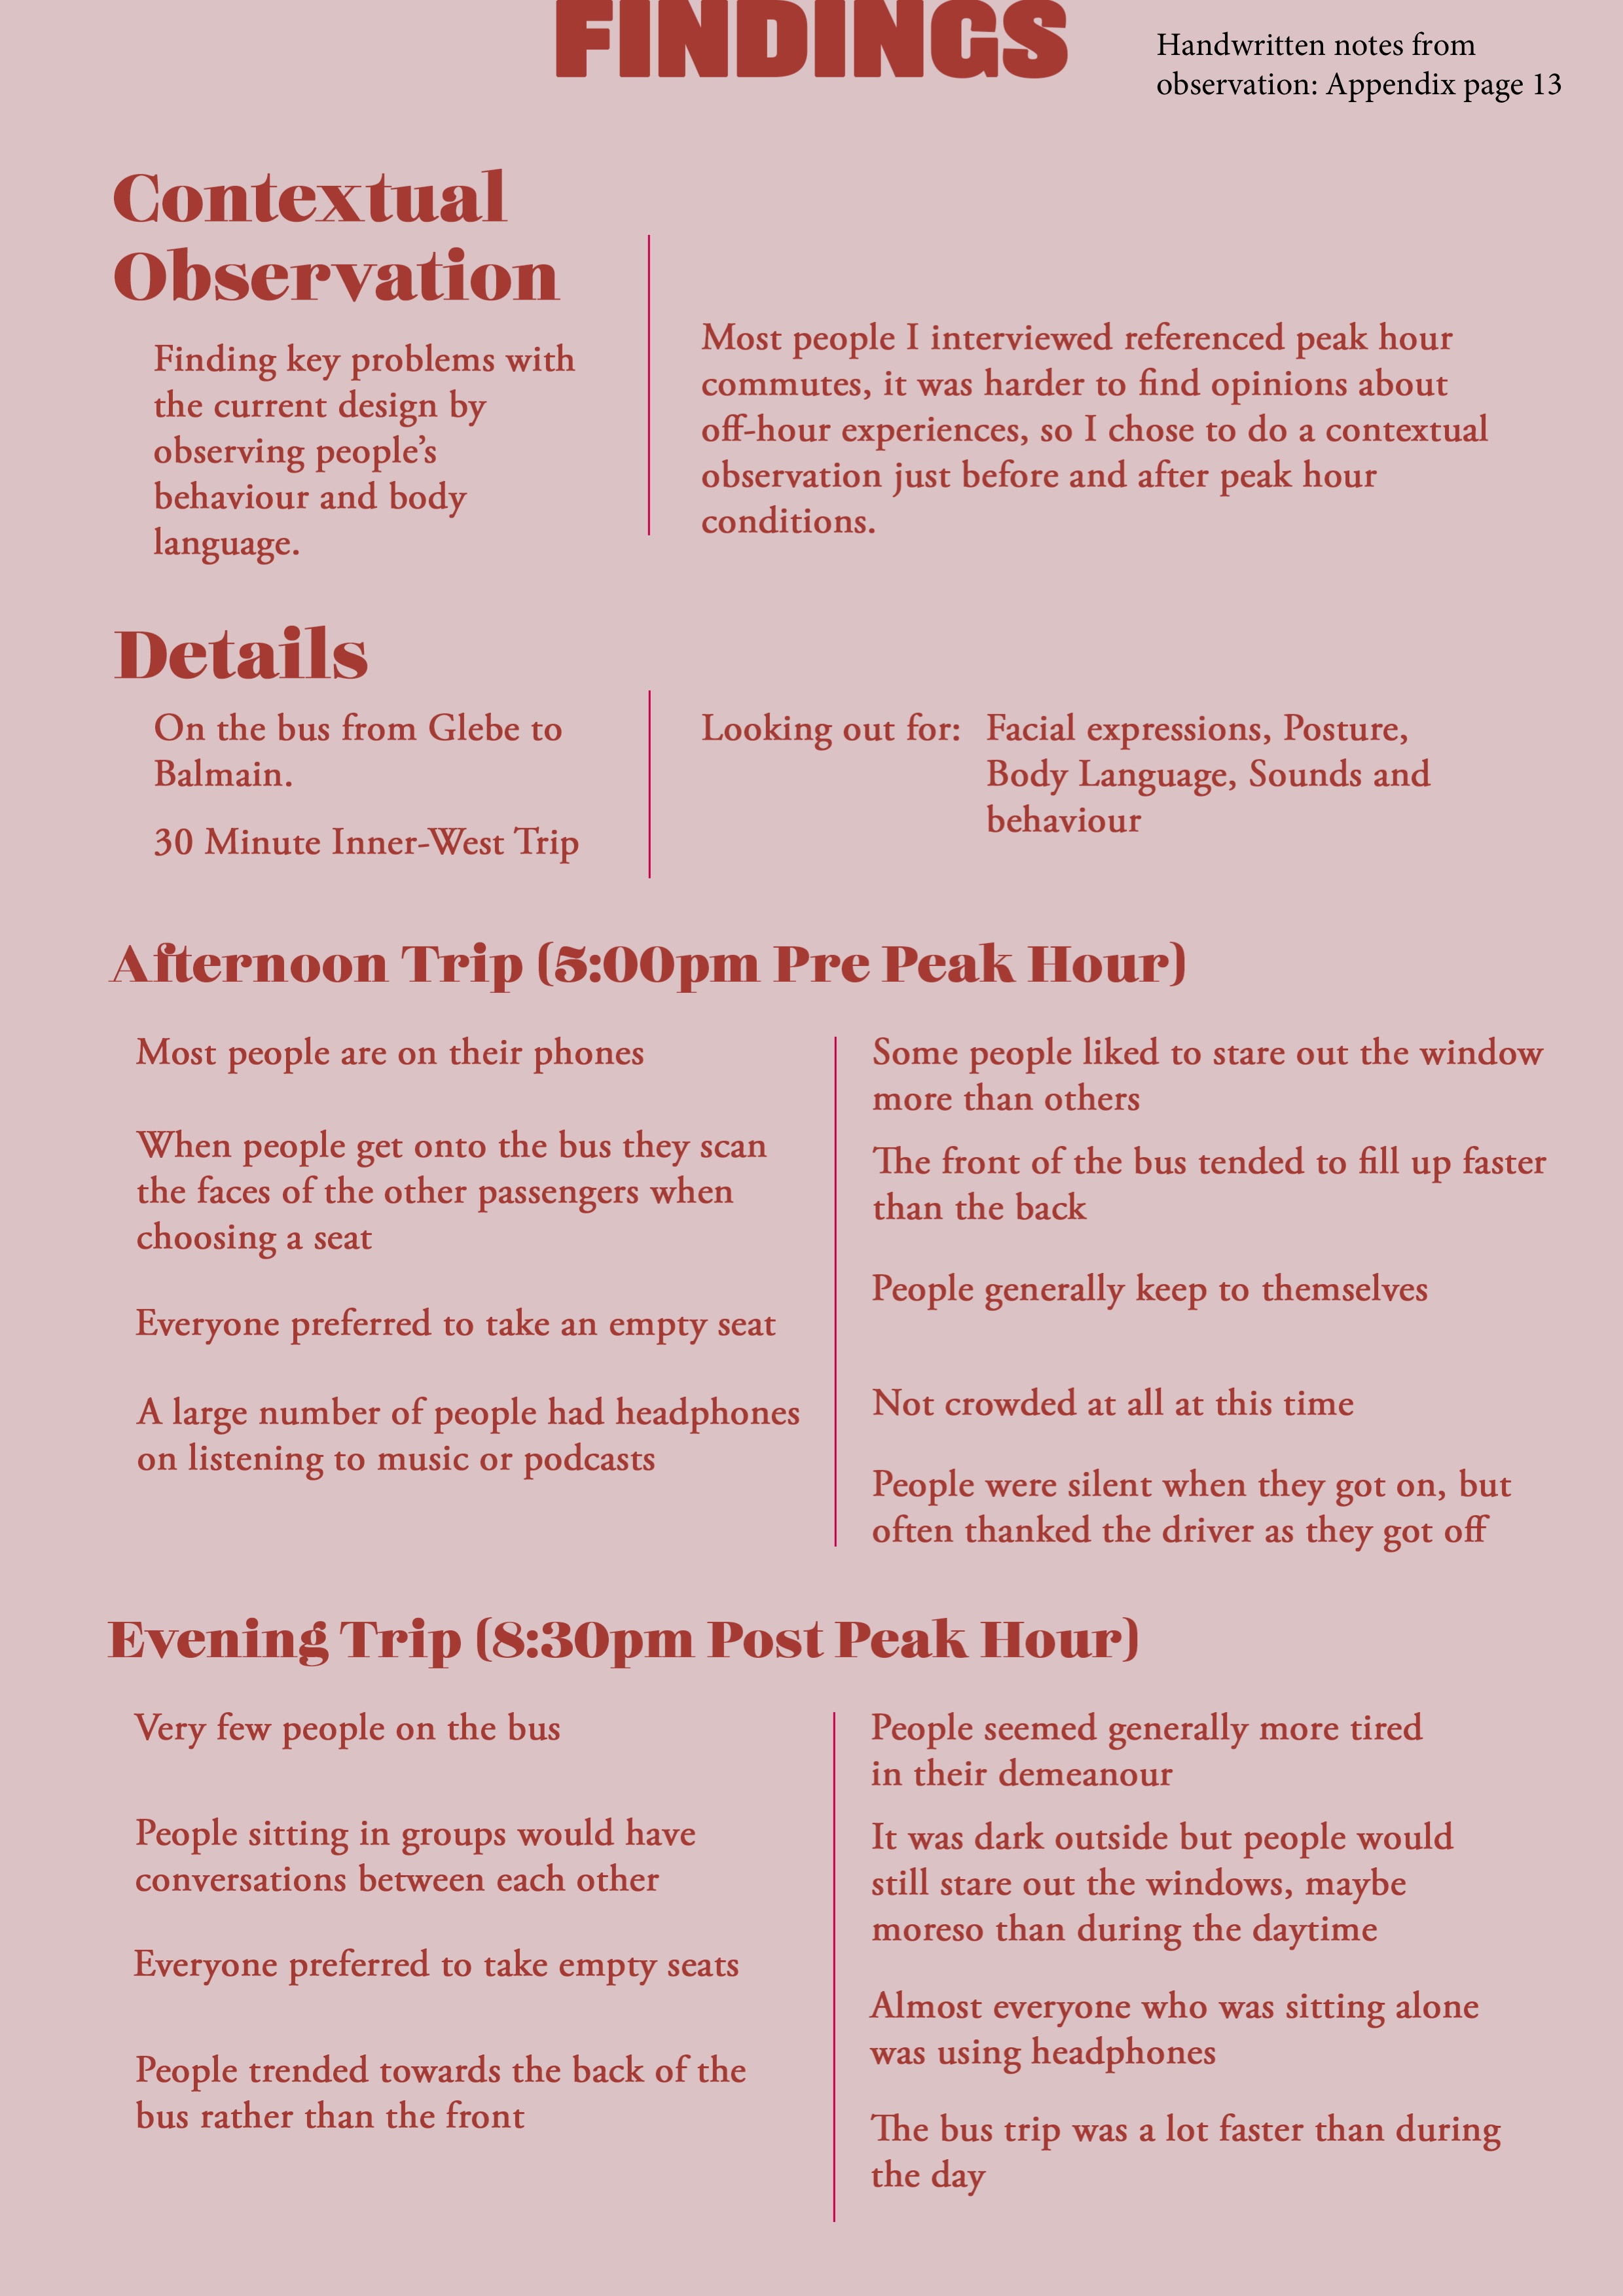 FINDINGS
Handwritten notes from
observation: Appendix page 13
Contextual
Observation
Finding key problems with
the current design by
observing people’s
behaviour and body
language.
Most people I interviewed referenced peak hour
commutes, it was harder to find opinions about
off-hour experiences, so I chose to do a contextual
observation just before and after peak hour
conditions.
Details
On the bus from Glebe to
Balmain.
30 Minute Inner-West Trip
Looking out for: Facial expressions, Posture,
Body Language, Sounds and
behaviour
Afternoon Trip (5:00pm Pre Peak Hour)
Most people are on their phones
When people get onto the bus they scan
the faces of the other passengers when
choosing a seat
Everyone preferred to take an empty seat
A large number of people had headphones
on listening to music or podcasts
Some people liked to stare out the window
more than others
The front of the bus tended to fill up faster
than the back
People generally keep to themselves
Not crowded at all at this time
People were silent when they got on, but
often thanked the driver as they got off
Evening Trip (8:30pm Post Peak Hour)
Very few people on the bus
People sitting in groups would have
conversations between each other
Everyone preferred to take empty seats
People trended towards the back of the
bus rather than the front
People seemed generally more tired
in their demeanour
It was dark outside but people would
still stare out the windows, maybe
moreso than during the daytime
Almost everyone who was sitting alone
was using headphones
The bus trip was a lot faster than during
the day